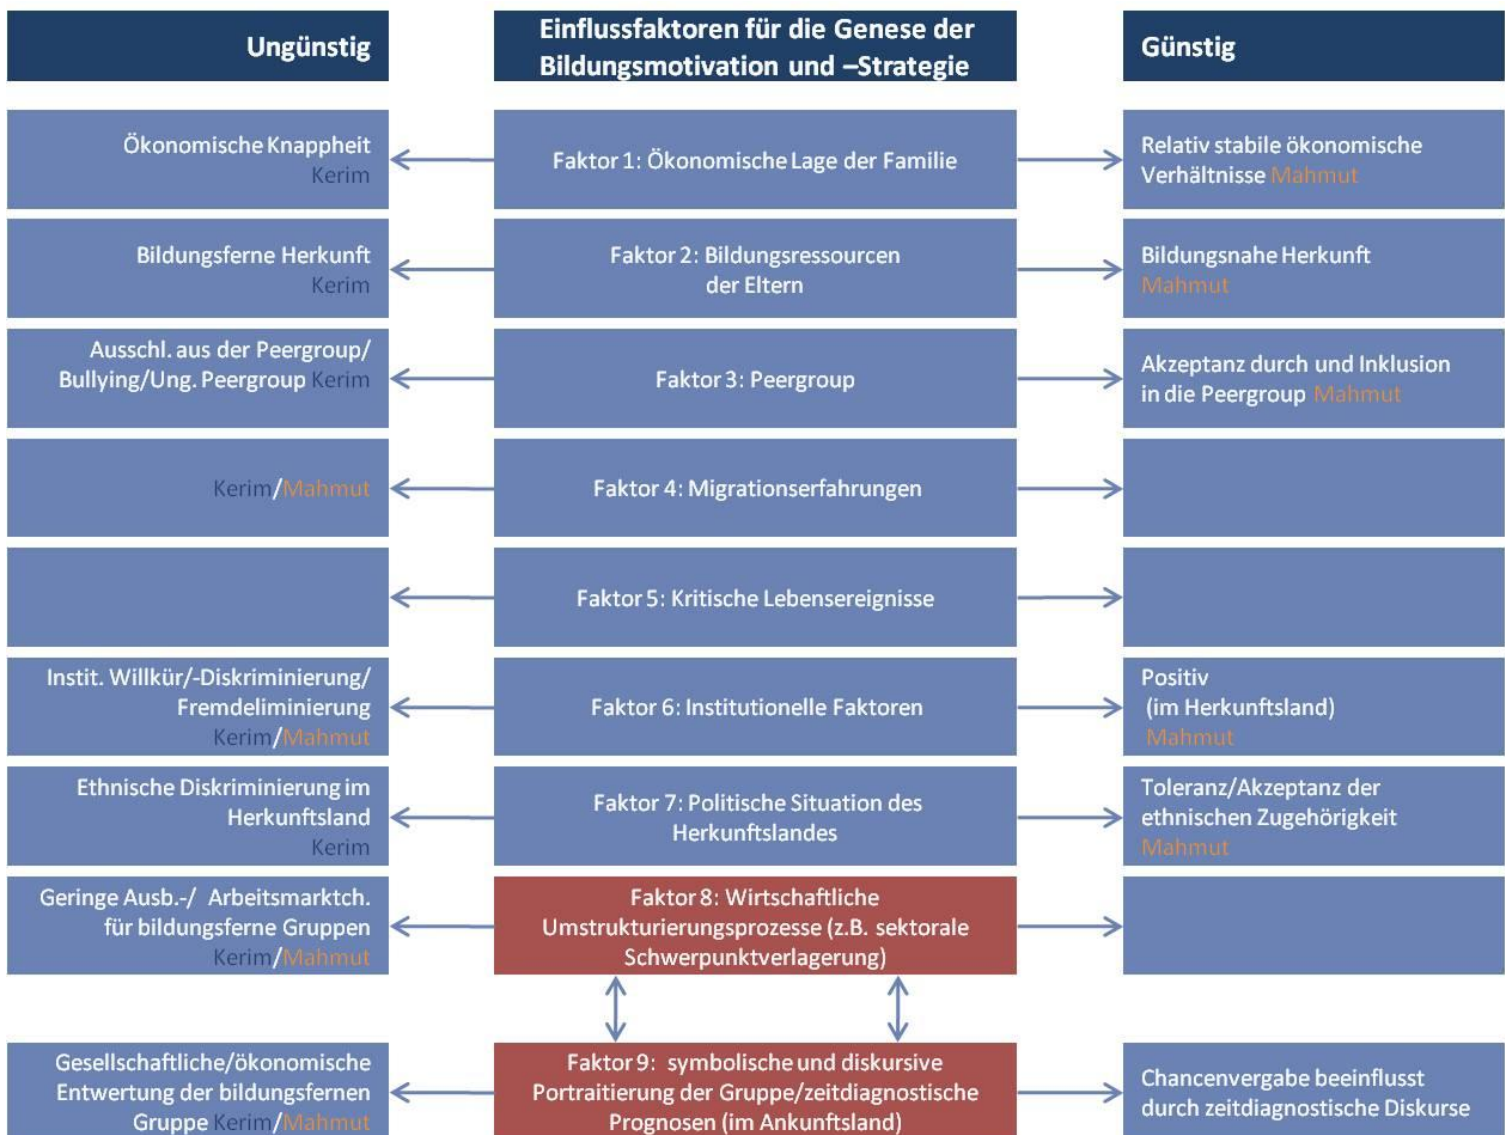 Ungünstig
Einflussfaktoren für die Genese der
Bildungsmotivation und –Strategie
Günstig
Ökonomische Knappheit
Kerim
Faktor 1: Ökonomische Lage der Familie
Relativ stabile ökonomische
Verhältnisse Mahmut
Bildungsferne Herkunft
Kerim
Faktor 2: Bildungsressourcen
der Eltern
Bildungsnahe Herkunft
Mahmut
Ausschl. aus der Peergroup/
Bullying/Ung. Peergroup Kerim
Faktor 3: Peergroup
Akzeptanz durch und Inklusion
in die Peergroup Mahmut
Kerim/Mahmut
Faktor 4: Migrationserfahrungen
Faktor 5: Kritische Lebensereignisse
Instit. Willkür/-Diskriminierung/
Fremdeliminierung
Kerim/Mahmut
Faktor 6: Institutionelle Faktoren
Positiv
(im Herkunftsland)
Mahmut
Ethnische Diskriminierung im
Herkunftsland
Kerim
Faktor 7: Politische Situation des
Herkunftslandes
Toleranz/Akzeptanz der
ethnischen Zugehörigkeit
Mahmut
Geringe Ausb.-/ Arbeitsmarktch.
für bildungsferne Gruppen
Kerim/Mahmut
Faktor 8: Wirtschaftliche
Umstrukturierungsprozesse (z.B. sektorale
Schwerpunktverlagerung)
Gesellschaftliche/ökonomische
Entwertung der bildungsfernen
Gruppe Kerim/Mahmut
Faktor 9: symbolische und diskursive
Portraitierung der Gruppe/zeitdiagnostische
Prognosen (im Ankunftsland)
Chancenvergabe beeinflusst
durch zeitdiagnostische Diskurse